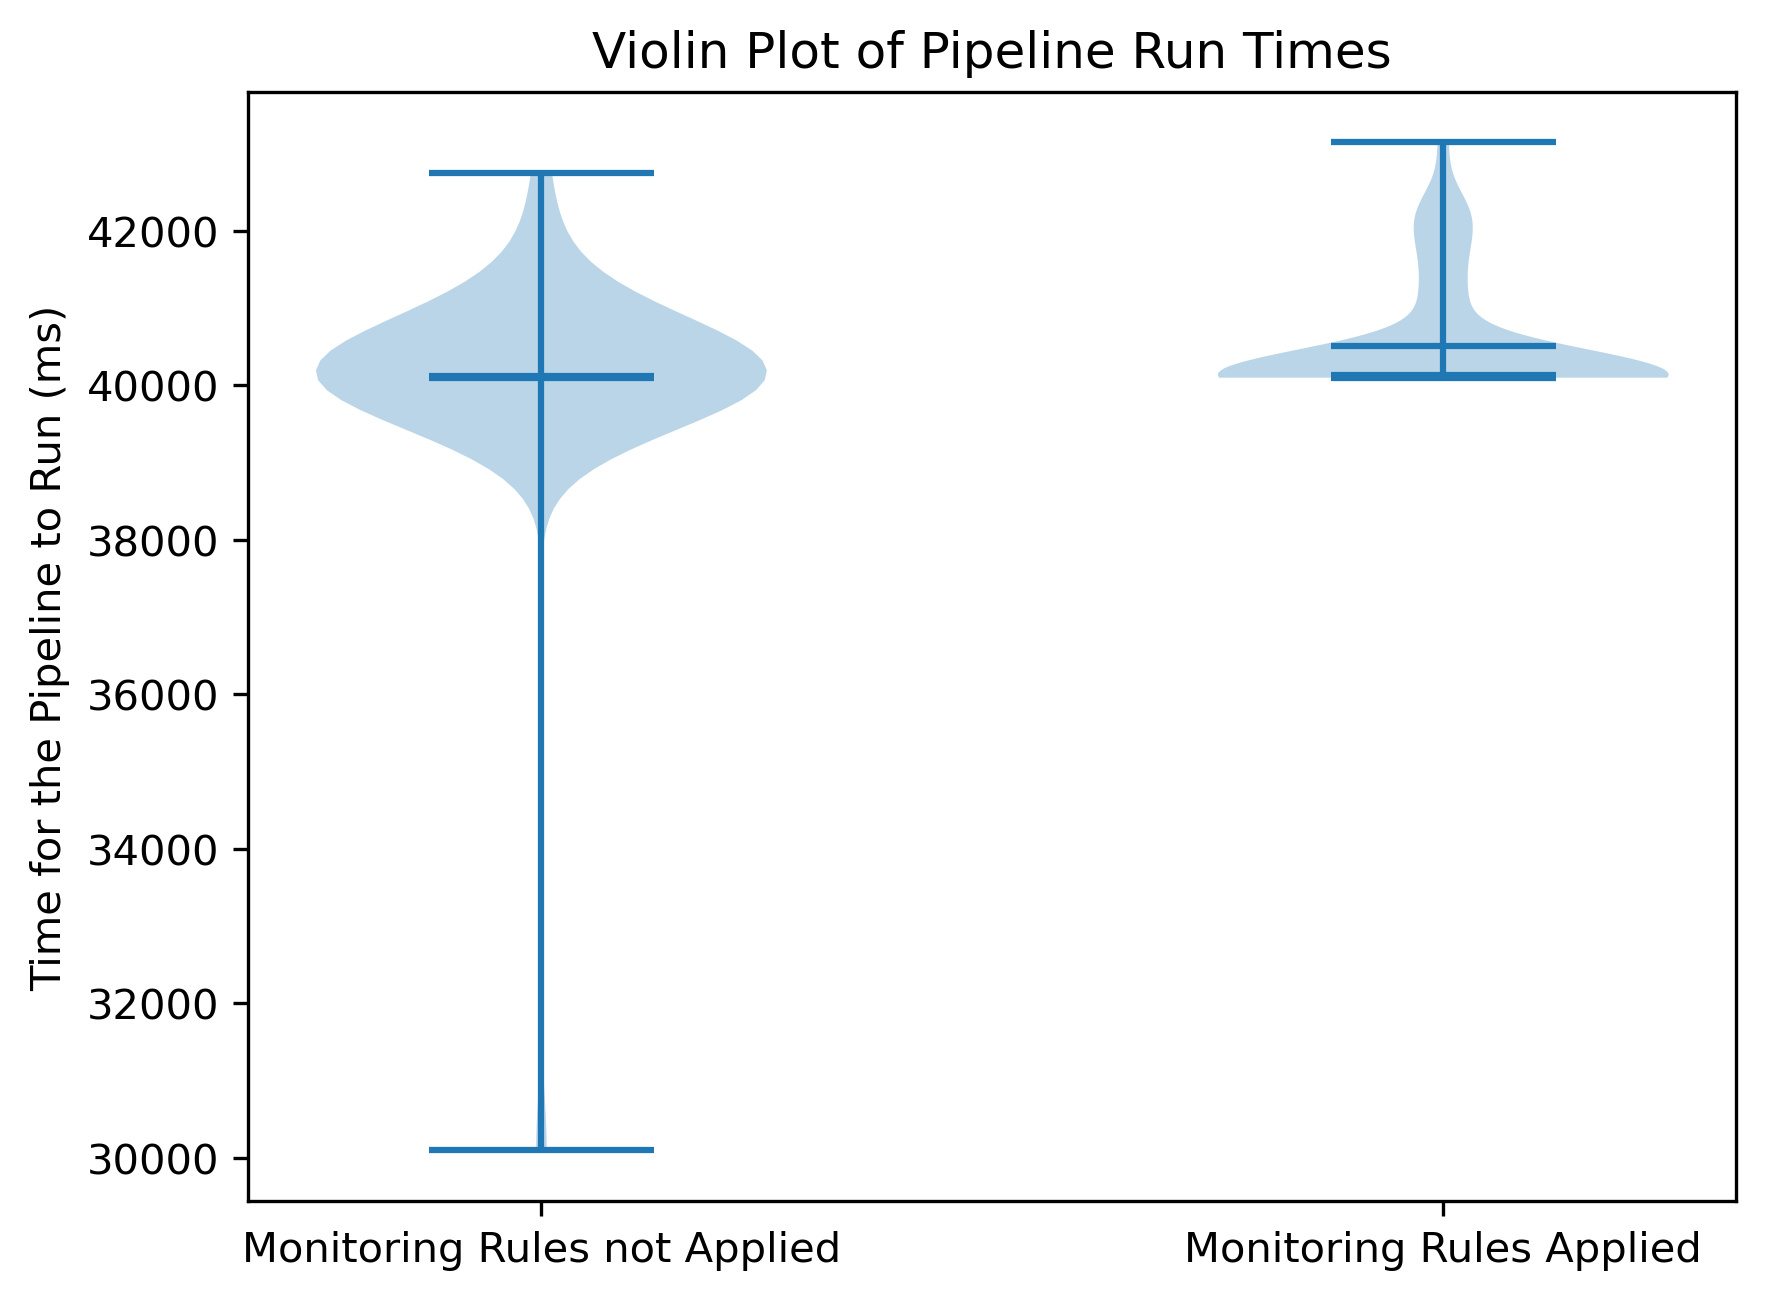 Violin Plot of Pipeline Run Times
Time for the Pipeline to Run (ms)
42000
40000
38000
36000
34000
32000
30000
Monitoring Rules not Applied
Monitoring Rules Applied